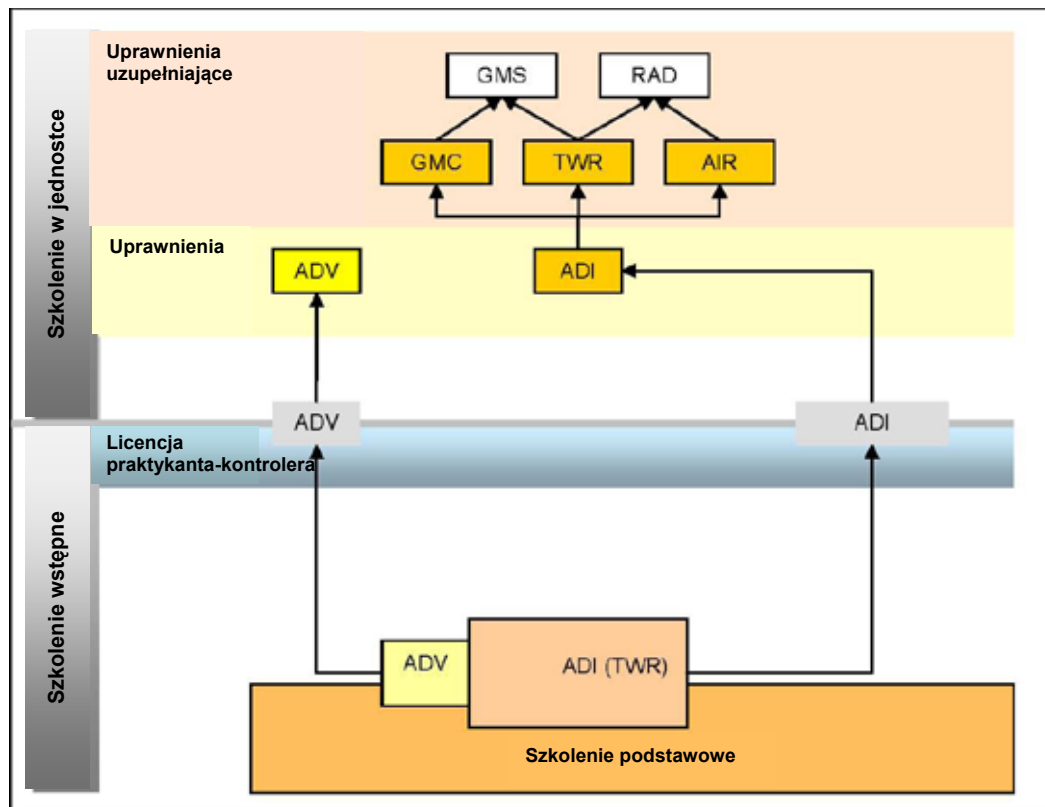 Szkolenie w jednostce
Uprawnienia
uzupełniające
GMS
RAD
GMC
TWR
AIR
Uprawnienia
ADV
ADI
ADV
ADI
Licencja
praktykanta-kontrolera
Szkolenie wstępne
ADV
ADI (TWR)
Szkolenie podstawowe